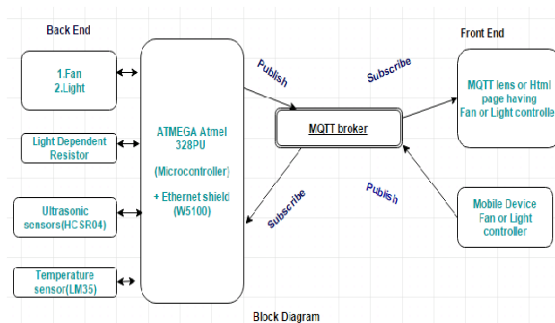 Back End
Front End
1.Fan
2.Light
Light Dependent
Resistor
Ultrasonic
sensors(HCSR04)
Temperature
sensor(LM35)
ATMEGA Atmel
328PU
(Microcontroller)
+ Ethernet shield
(W5100)
Publish
Subscribe
MQTT broker
Subscribe
Publish
MQTT lens or Html
page having
Fan or Light controller
Mobile Device
Fan or Light
controller
Block Diagram